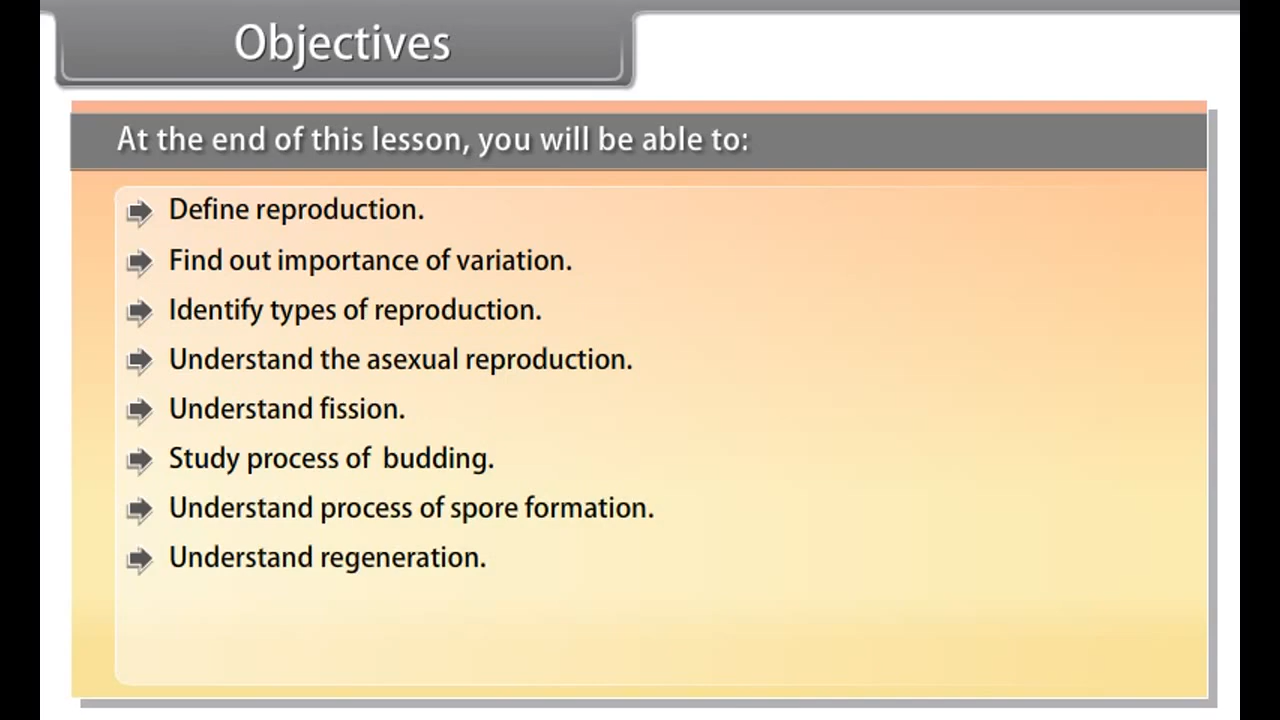 Objectives
At the end of this lesson, you will be able to:
Define reproduction.
Find out importance of variation.
Identify types of reproduction.
Understand the asexual reproduction.
Understand fission.
Study process of  budding.
Understand process of spore formation.
Understand regeneration.